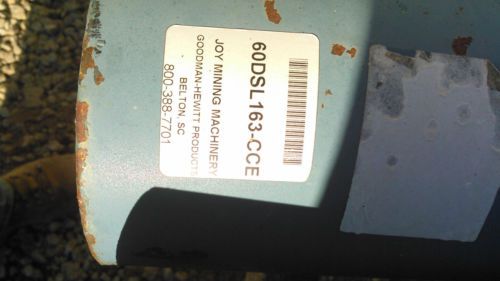 60DSL163-CCE
JOY MINING MACHINERY
GOODMAN-HEWITT PRODUCTS
BELTON, SC
800-388-7701